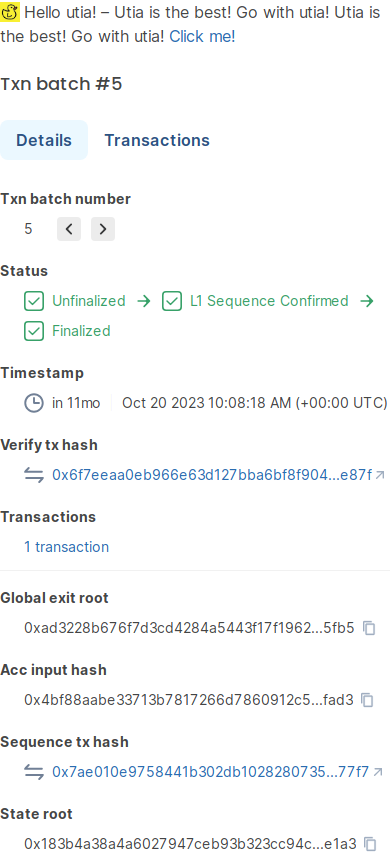 Hello utia! – Utia is the best! Go with utia! Utia is
the best! Go with utia! Click me!
Txn batch #5
Details Transactions
Txn batch number
5
Status
Unfinalized → L1 Sequence Confirmed →
Finalized
Timestamp
in 11mo Oct 20 2023 10:08:18 AM (+00:00 UTC)
Verify tx hash
0x6f7eeaa0eb966e63d127bba6bf8f904...e87f
Transactions
1 transaction
Global exit root
0xad3228b676f7d3cd4284a5443f17f1962...5fb5
Acc input hash
0x4bf88aabe33713b7817266d7860912c5...fad3
Sequence tx hash
0x7ae010e9758441b302db1028280735...77f7
State root
0x183b4a38a4a6027947ceb93b323cc94c...e1a3